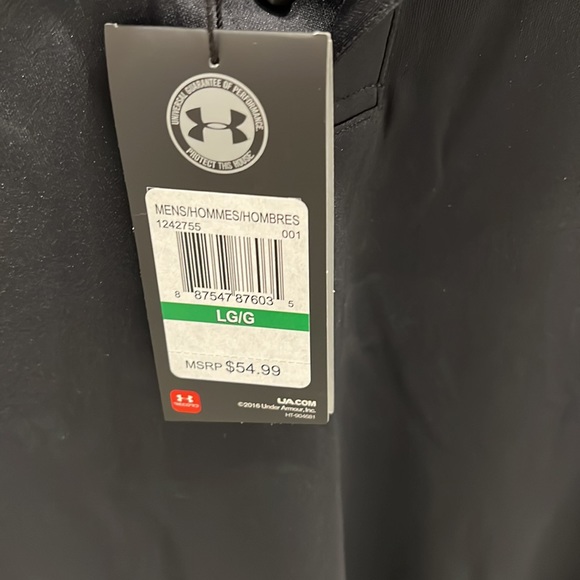 UNIVERSAL GUARANTEE OF PERFORMANCE
PROTECT THIS HOUSE
MENS/HOMMES/HOMBRES
1242755 001
8 87547 87603 5
LG/G
MSRP $54.99
UA.COM
©2016 Under Armour, Inc.